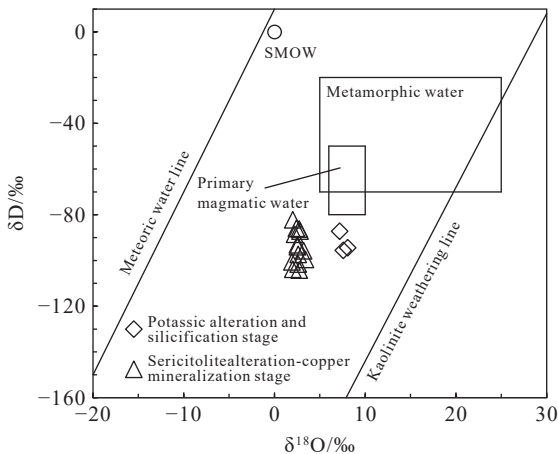 0
−40
−80
−120
−160
δD/‰
SMOW
Metamorphic water
Primary
magmatic water
Meteoric water line
Kaolinite weathering line
Potassic alteration and
silicification stage
Sericitolitealteration-copper
mineralization stage
−20
−10
0
10
20
30
δ¹⁸O/‰